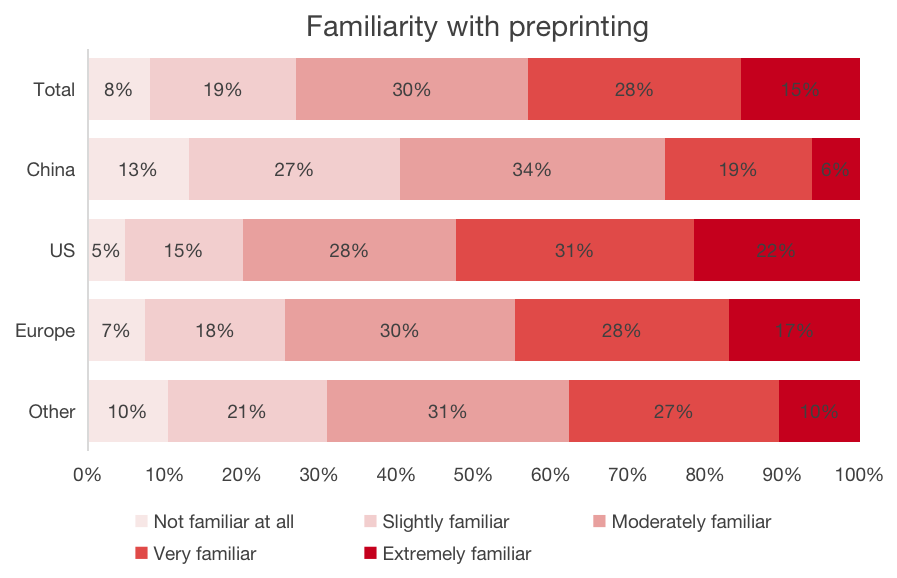 Familiarity with preprinting
Total 8% 19% 30% 28% 15%
China 13% 27% 34% 19% 6%
US 5% 15% 28% 31% 22%
Europe 7% 18% 30% 28% 17%
Other 10% 21% 31% 27% 10%
0% 10% 20% 30% 40% 50% 60% 70% 80% 90% 100%
Not familiar at all Slightly familiar Moderately familiar
Very familiar Extremely familiar